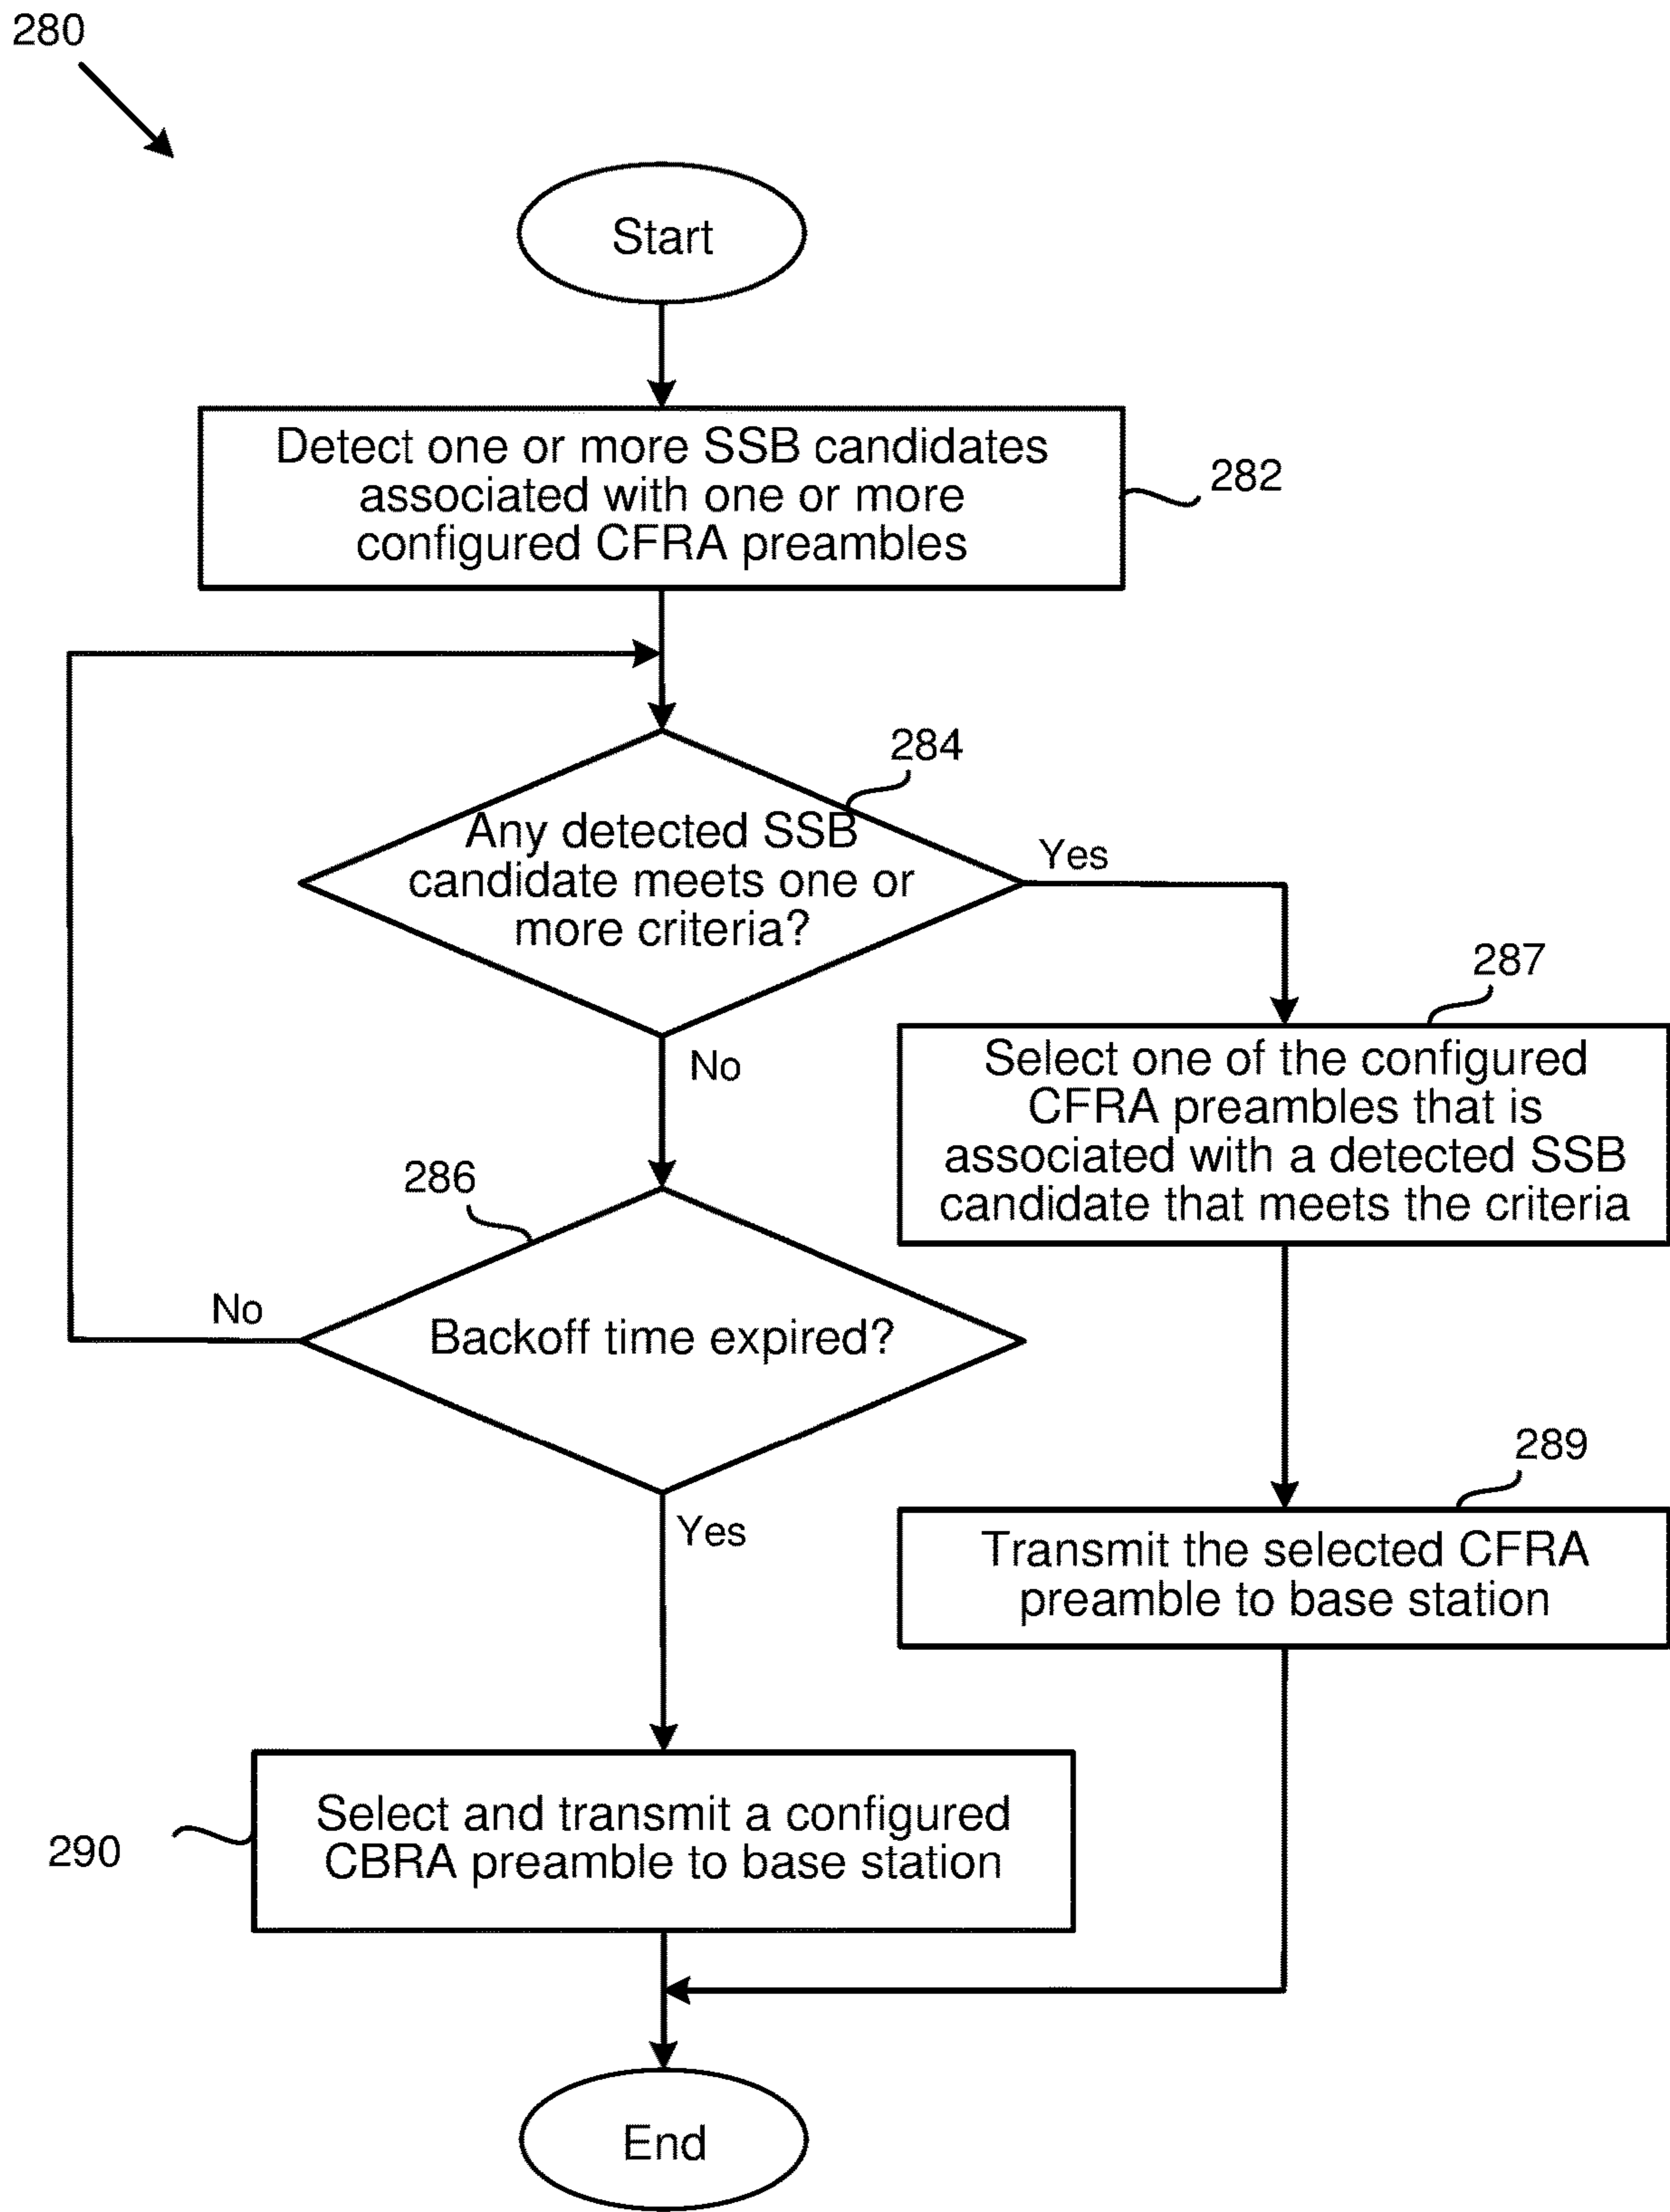 280
Start
Detect one or more SSB candidates
associated with one or more
configured CFRA preambles
282
284
Any detected SSB
candidate meets one or
more criteria?
Yes
No
287
Select one of the configured
CFRA preambles that is
associated with a detected SSB
candidate that meets the criteria
286
No
Backoff time expired?
Yes
289
Transmit the selected CFRA
preamble to base station
290
Select and transmit a configured
CBRA preamble to base station
End